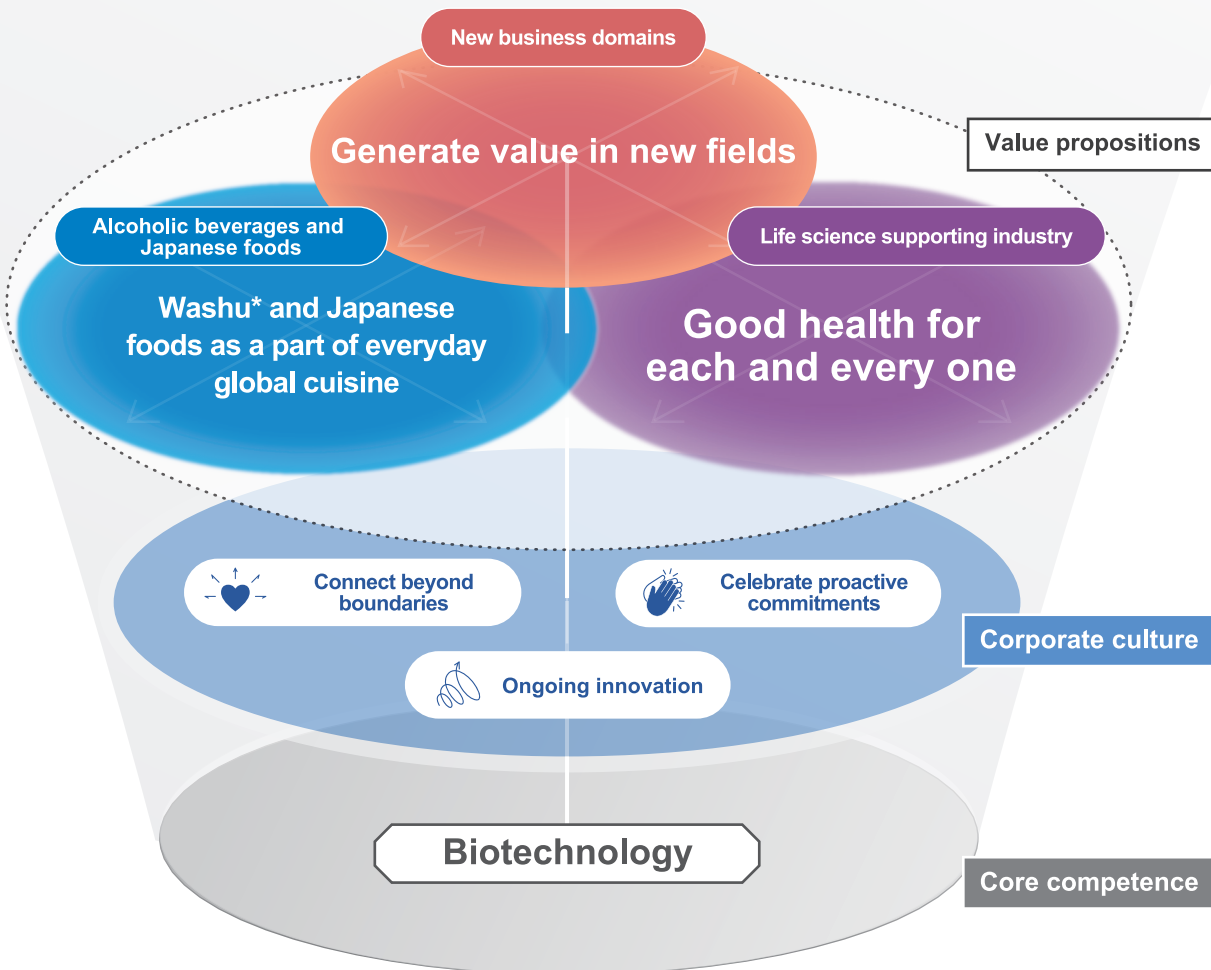 New business domains
Generate value in new fields
Value propositions
Alcoholic beverages and
Japanese foods
Life science supporting industry
Washu* and Japanese
foods as a part of everyday
global cuisine
Good health for
each and every one
Connect beyond
boundaries
Celebrate proactive
commitments
Corporate culture
Ongoing innovation
Biotechnology
Core competence